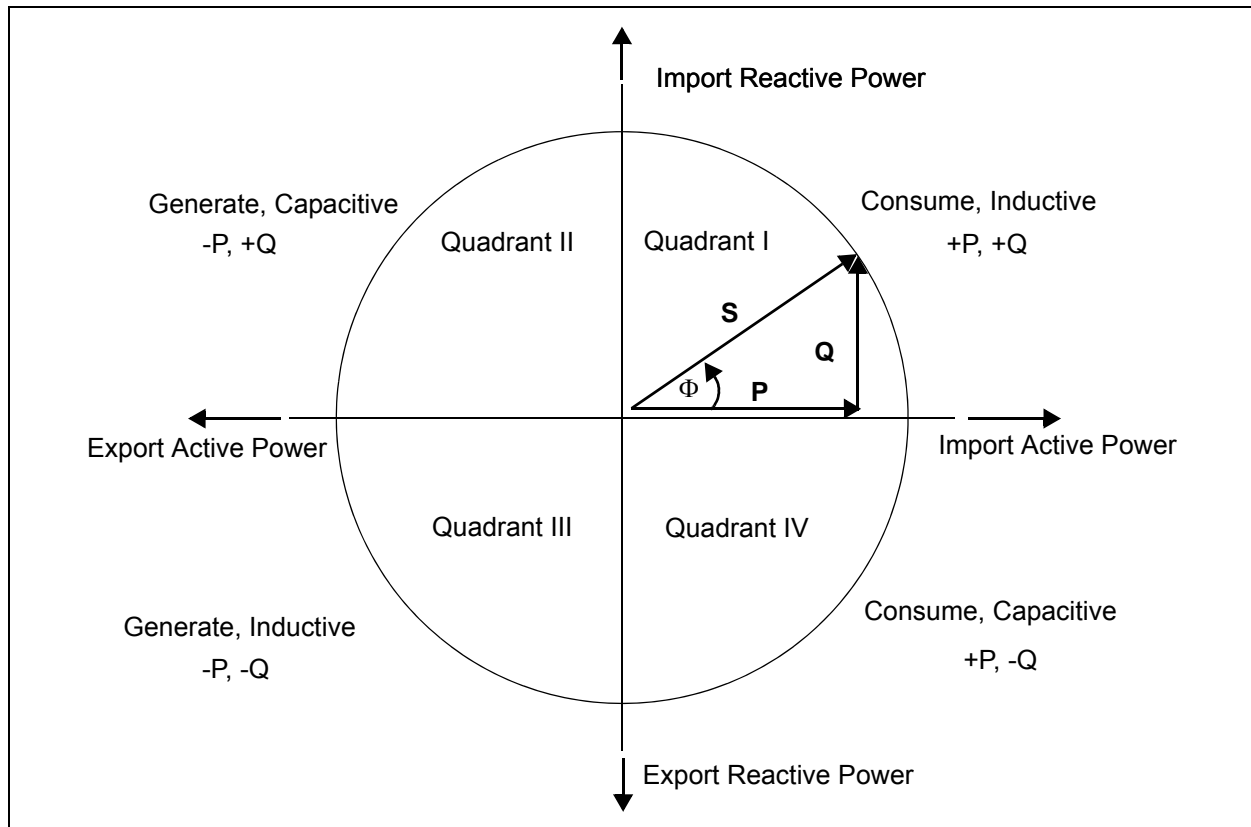 Import Reactive Power
Generate, Capacitive
-P, +Q
Consume, Inductive
+P, +Q
Quadrant II
Quadrant I
S
Q
Φ
P
Export Active Power
Import Active Power
Quadrant III
Quadrant IV
Generate, Inductive
-P, -Q
Consume, Capacitive
+P, -Q
Export Reactive Power